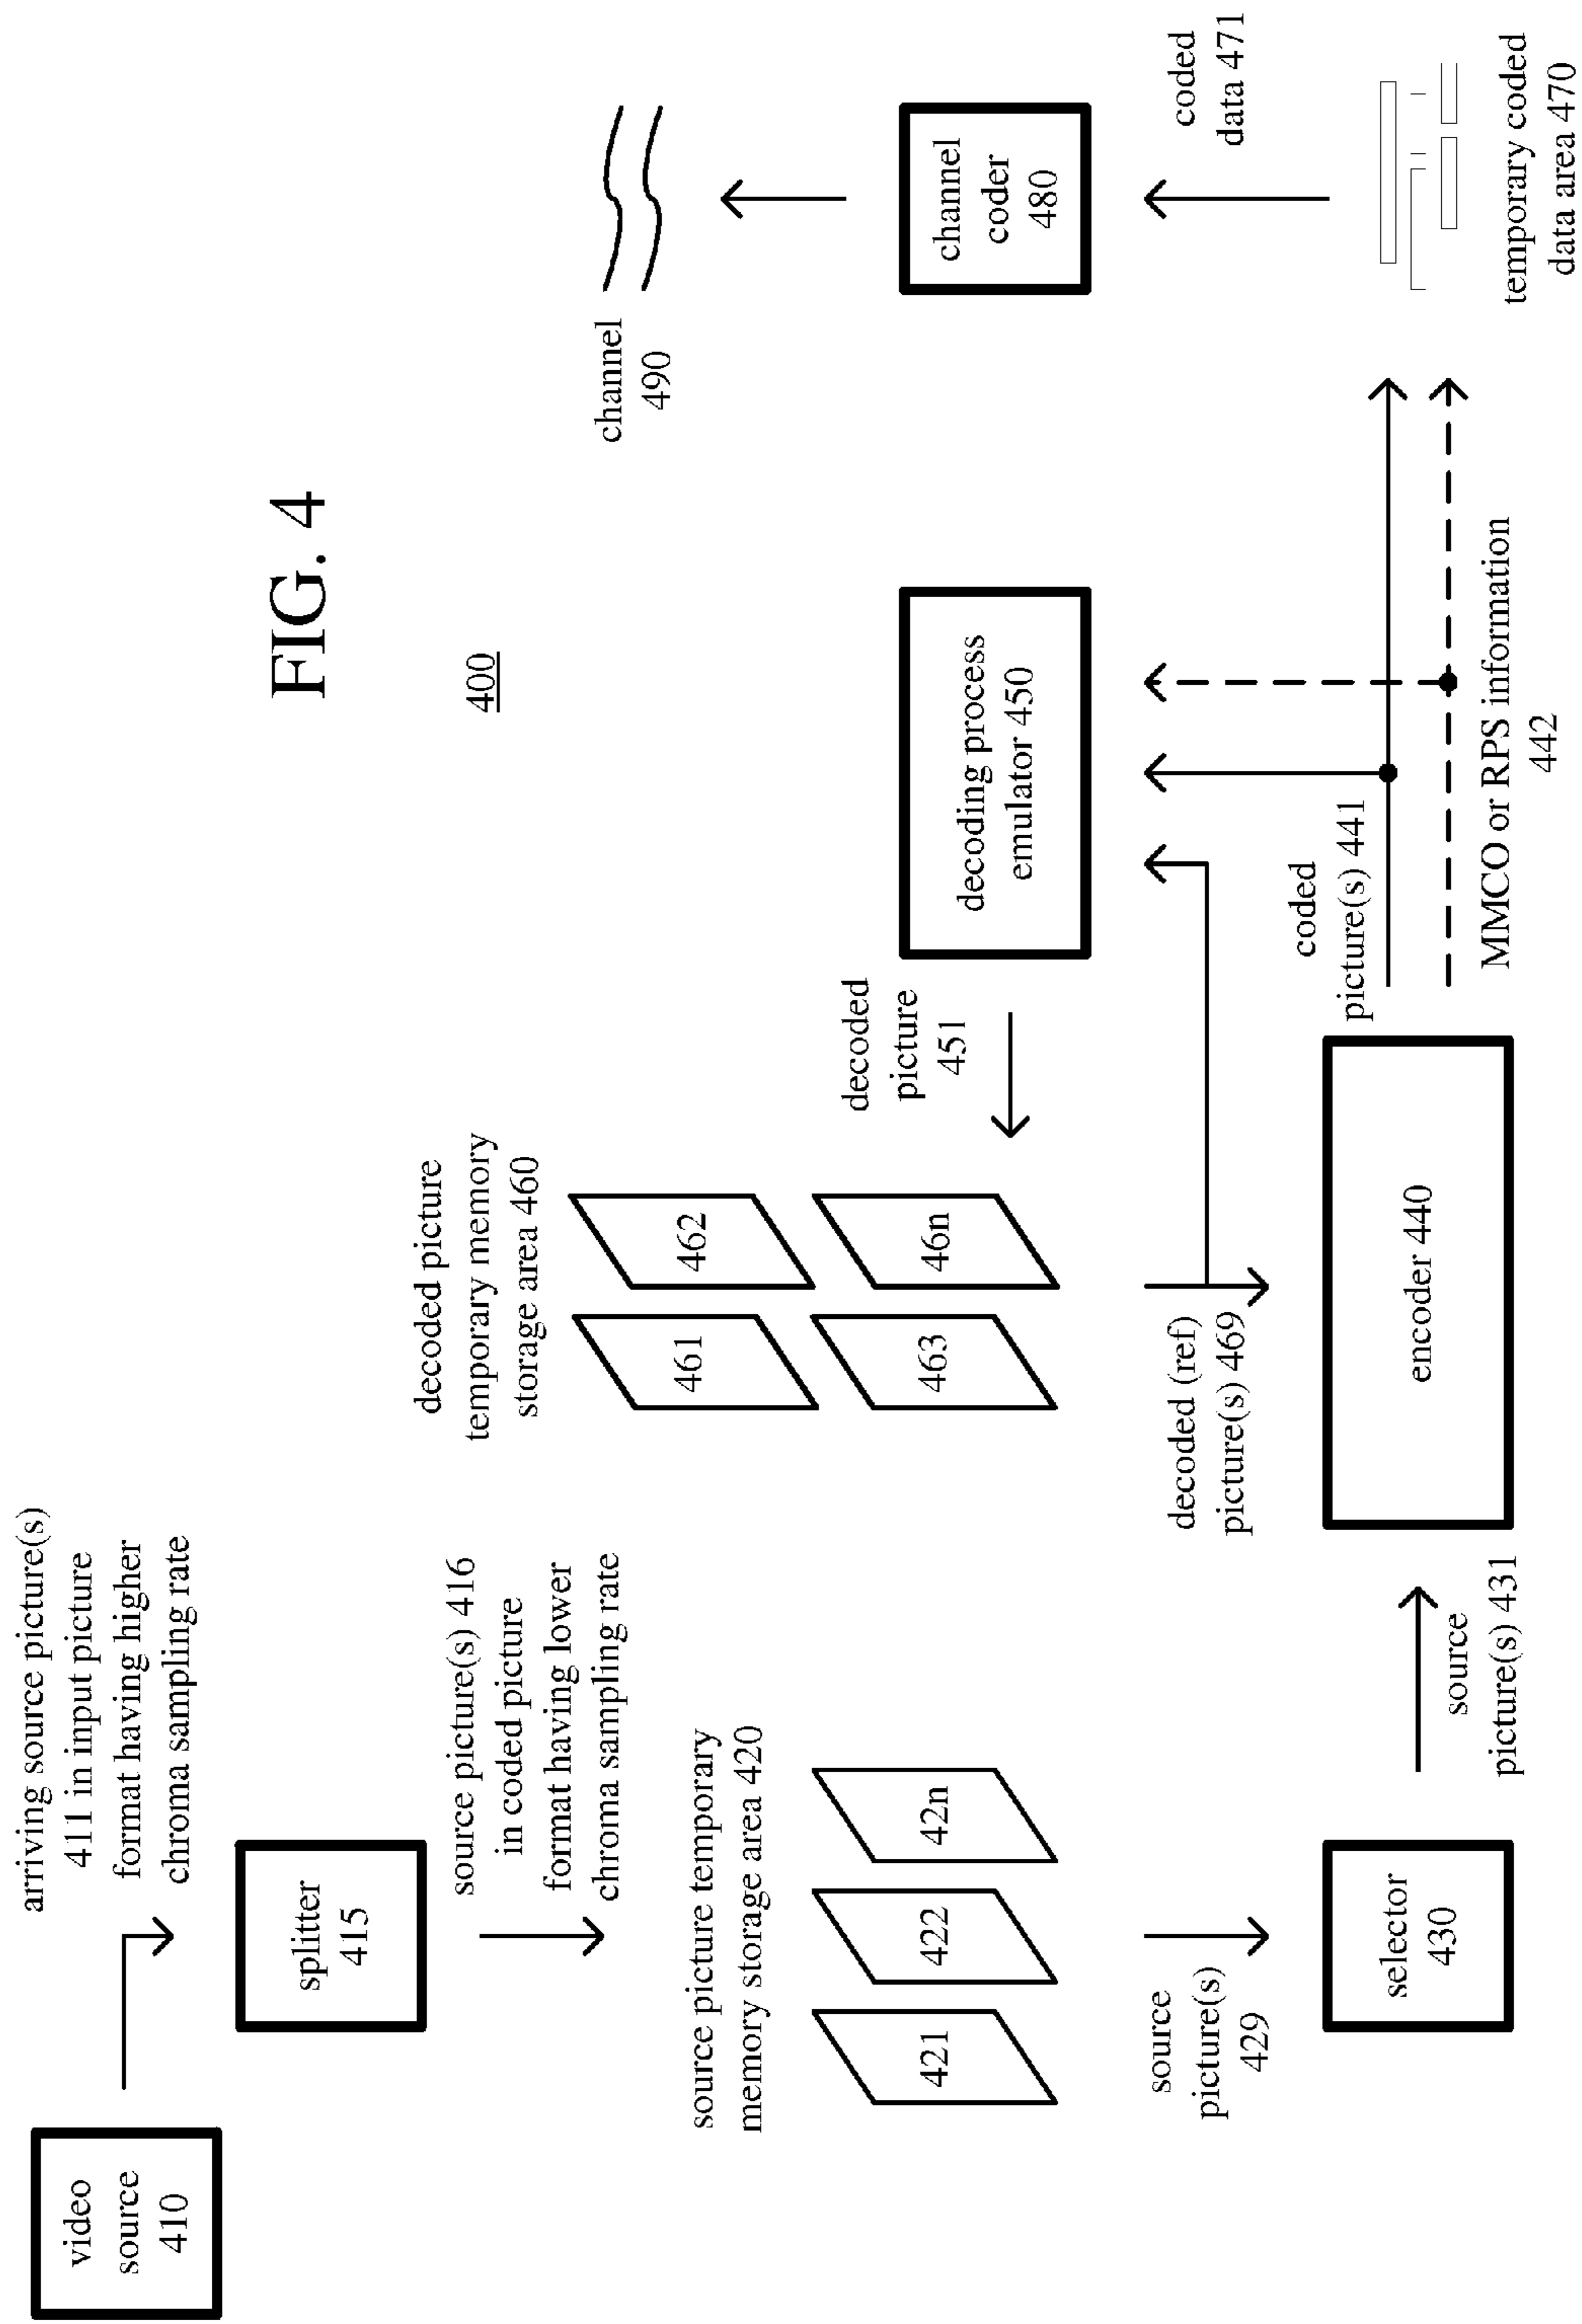 FIG. 4
400
video
source
410
arriving source picture(s)
411 in input picture
format having higher
chroma sampling rate
splitter
415
source picture(s) 416
in coded picture
format having lower
chroma sampling rate
source picture temporary
memory storage area 420
421
422
42n
source
picture(s)
429
selector
430
source
picture(s) 431
encoder 440
decoded picture
temporary memory
storage area 460
461
462
463
46n
decoded (ref)
picture(s) 469
decoded
picture
451
decoding process
emulator 450
coded
picture(s) 441
MMCO or RPS information
442
temporary coded
data area 470
coded
data 471
channel
coder
480
channel
490